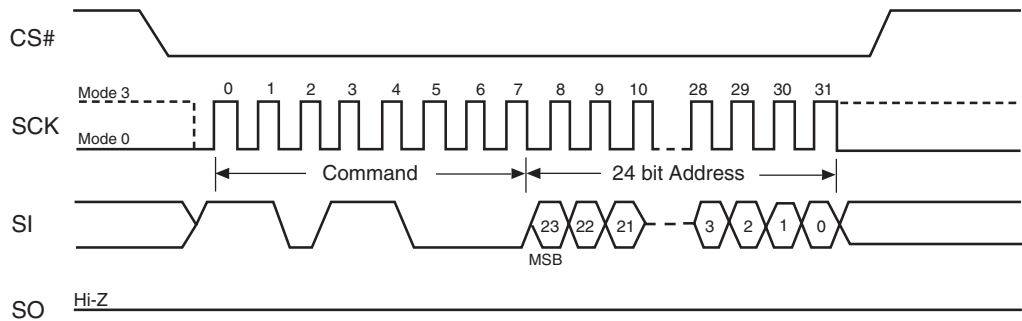 CS#
Mode 3
0 1 2 3 4 5 6 7 8 9 10 28 29 30 31
SCK
Mode 0
Command 24 bit Address
SI
23 22 21 3 2 1 0
MSB
Hi-Z
SO